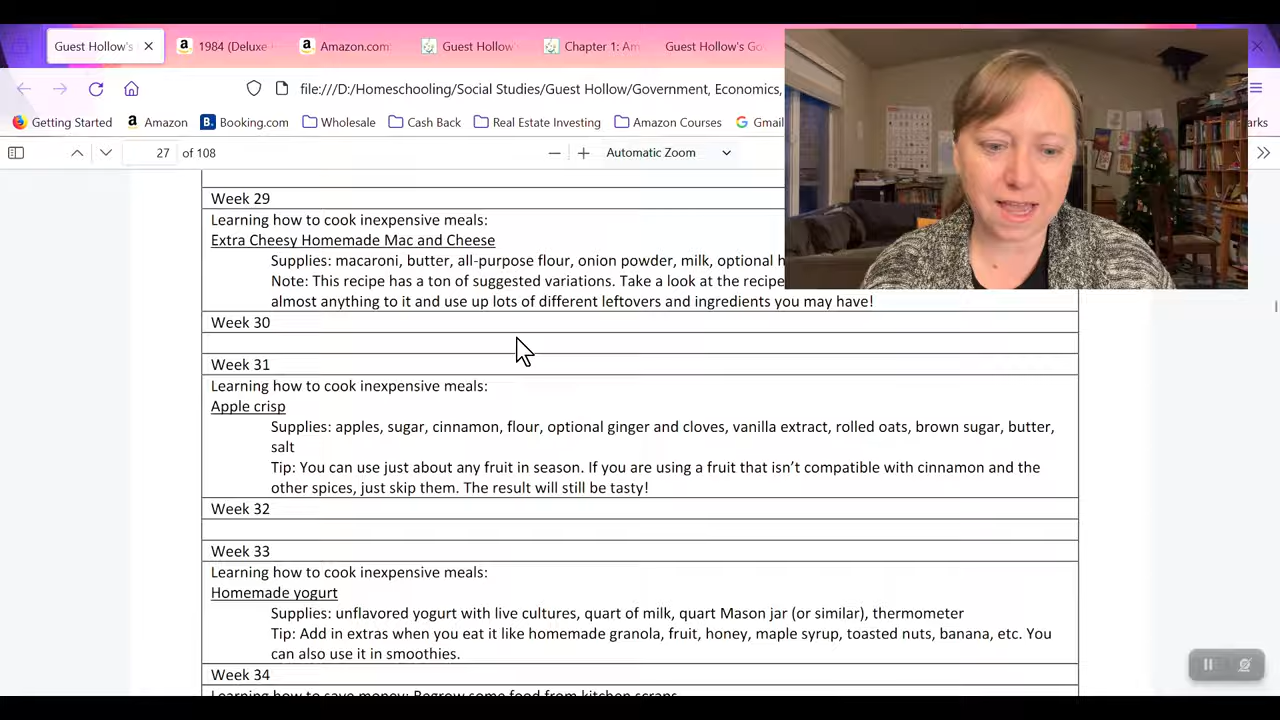 Guest Hollow's
1984 (Deluxe
Amazon.com
Guest Hollow
Chapter 1: Am
Guest Hollow's Go
file:///D:/Homeschooling/Social Studies/Guest Hollow/Government, Economics,
Getting Started
Amazon
Booking.com
Wholesale
Cash Back
Real Estate Investing
Amazon Courses
Gmail
27 of 108
Automatic Zoom
Week 29
Learning how to cook inexpensive meals:
Extra Cheesy Homemade Mac and Cheese
Supplies: macaroni, butter, all-purpose flour, onion powder, milk, optional
Note: This recipe has a ton of suggested variations. Take a look at the recipe
almost anything to it and use up lots of different leftovers and ingredients you may have!
Week 30
Week 31
Learning how to cook inexpensive meals:
Apple crisp
Supplies: apples, sugar, cinnamon, flour, optional ginger and cloves, vanilla extract, rolled oats, brown sugar, butter,
salt
Tip: You can use just about any fruit in season. If you are using a fruit that isn't compatible with cinnamon and the
other spices, just skip them. The result will still be tasty!
Week 32
Week 33
Learning how to cook inexpensive meals:
Homemade yogurt
Supplies: unflavored yogurt with live cultures, quart of milk, quart Mason jar (or similar), thermometer
Tip: Add in extras when you eat it like homemade granola, fruit, honey, maple syrup, toasted nuts, banana, etc. You
can also use it in smoothies.
Week 34
Learning how to save money: Regrow some food from kitchen scraps